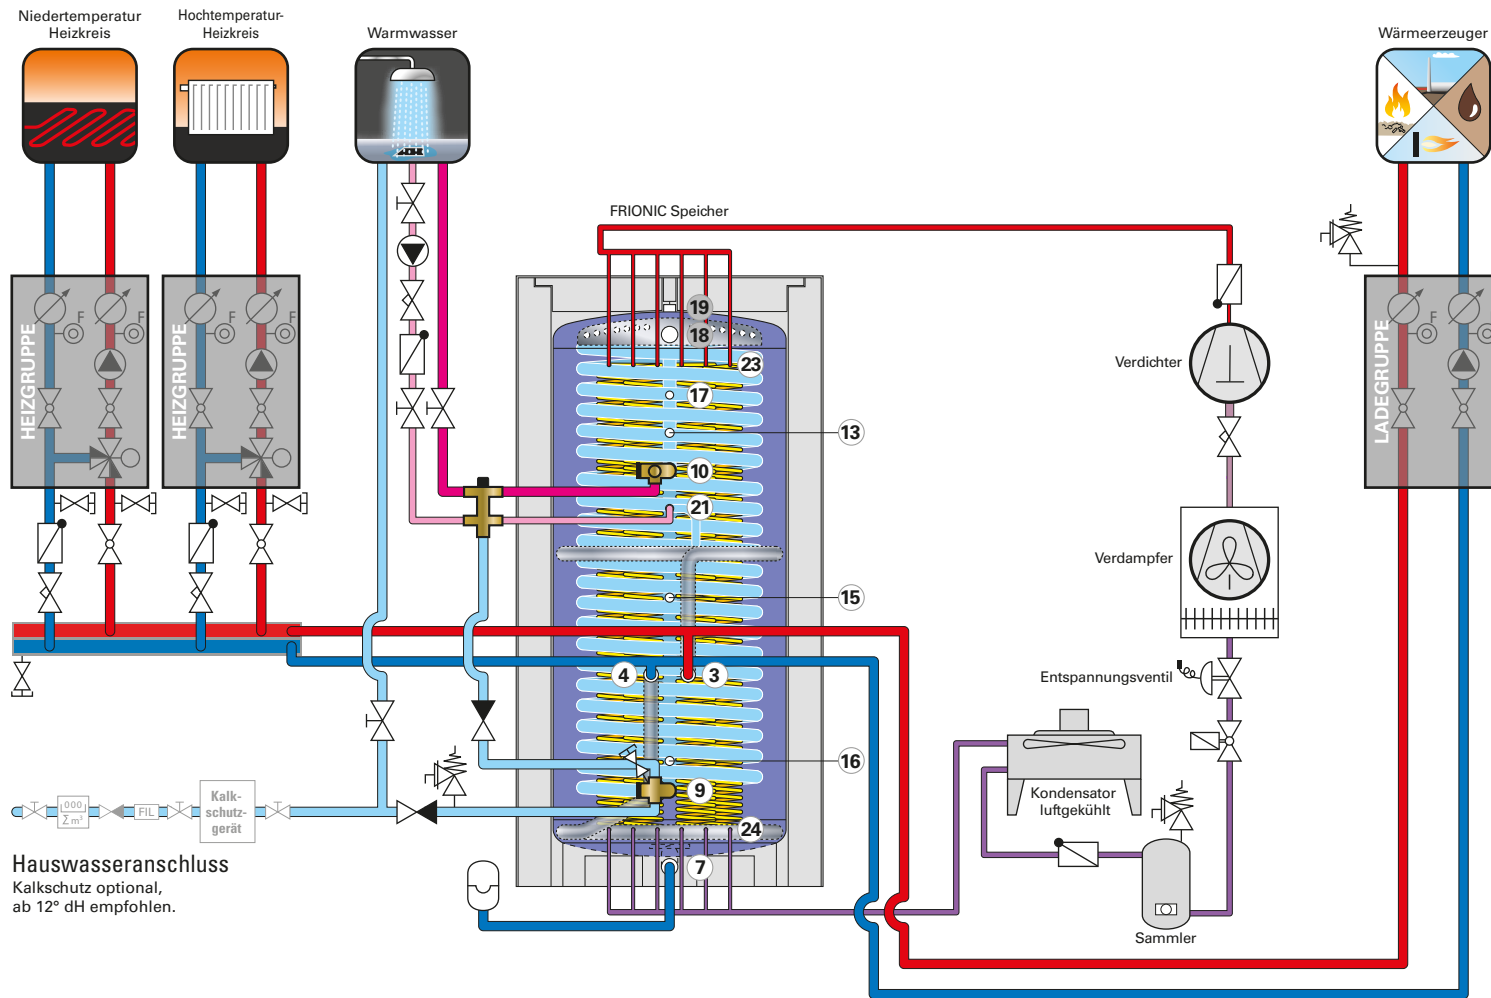 Niedertemperatur
Heizkreis
Hochtemperatur-
Heizkreis
Warmwasser
Wärmeerzeuger
FRIONIC Speicher
HEIZGRUPPE
F
F
HEIZGRUPPE
F
F
LADEGRUPPE
F
19
18
23
17
13
10
21
15
4
3
16
9
24
7
Verdichter
Verdampfer
Entspannungsventil
Kondensator
luftgekühlt
Sammler
000
Σm³
FIL
Kalk-
schutz-
gerät
Hauswasseranschluss
Kalkschutz optional,
ab 12° dH empfohlen.